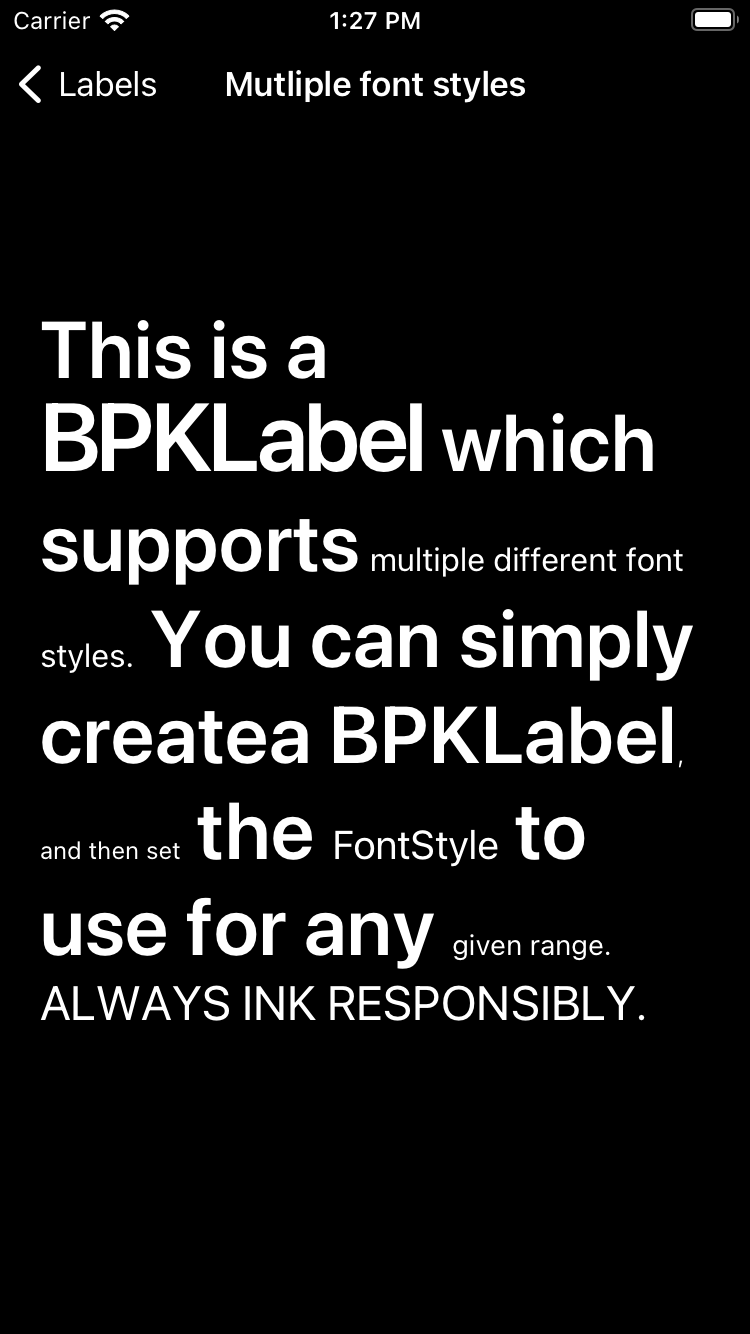 Carrier 1:27 PM
Labels Mutliple font styles
This is a
BPKLabel which
supports multiple different font
styles. You can simply
createa BPKLabel,
and then set the FontStyle to
use for any given range.
ALWAYS INK RESPONSIBLY.